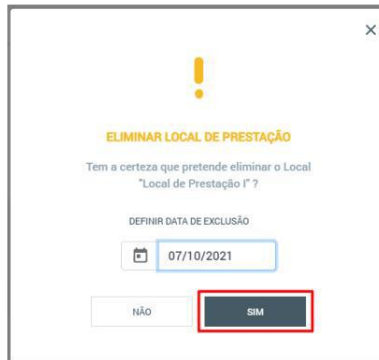 ELIMINAR LOCAL DE PRESTAÇÃO
Tem a certeza que pretende eliminar o Local
"Local de Prestação I" ?
DEFINIR DATA DE EXCLUSÃO
07/10/2021
NÃO
SIM